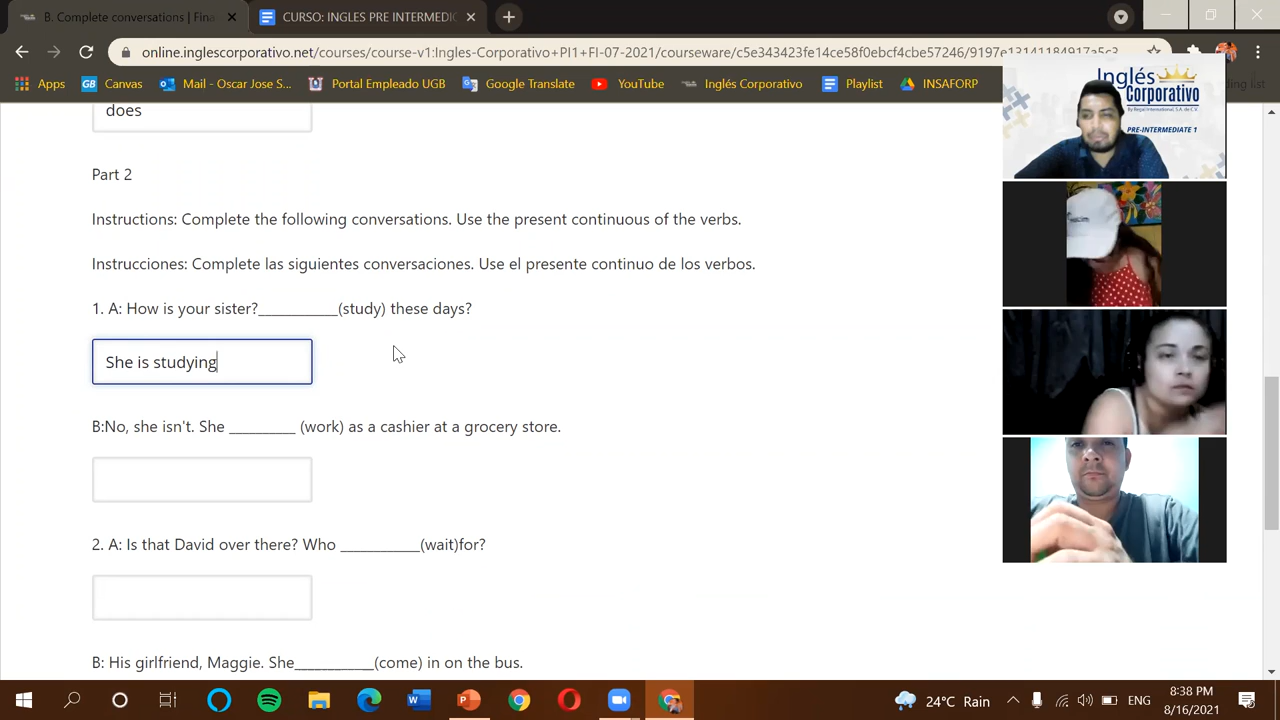 B. Complete conversations | Fina
CURSO: INGLES PRE INTERMEDIO
online.inglescorporativo.net/courses/course-v1:Ingles-Corporativo+PI1+FI-07-2021/courseware/c5e343423fe14ce58f0ebcf4cbe57246/9197e13141184917a5c3
Apps
Canvas
Mail - Oscar Jose S...
Portal Empleado UGB
Google Translate
YouTube
Inglés Corporativo
Playlist
INSAFORP
ding list
Inglés
Corporativo
PRE-INTERMEDIATE 1
does
Part 2
Instructions: Complete the following conversations. Use the present continuous of the verbs.
Instrucciones: Complete las siguientes conversaciones. Use el presente continuo de los verbos.
1. A: How is your sister?__________(study) these days?
She is studying
B:No, she isn't. She _________ (work) as a cashier at a grocery store.
2. A: Is that David over there? Who __________(wait)for?
B: His girlfriend, Maggie. She__________(come) in on the bus.
24°C Rain
ENG
8:38 PM
8/16/2021